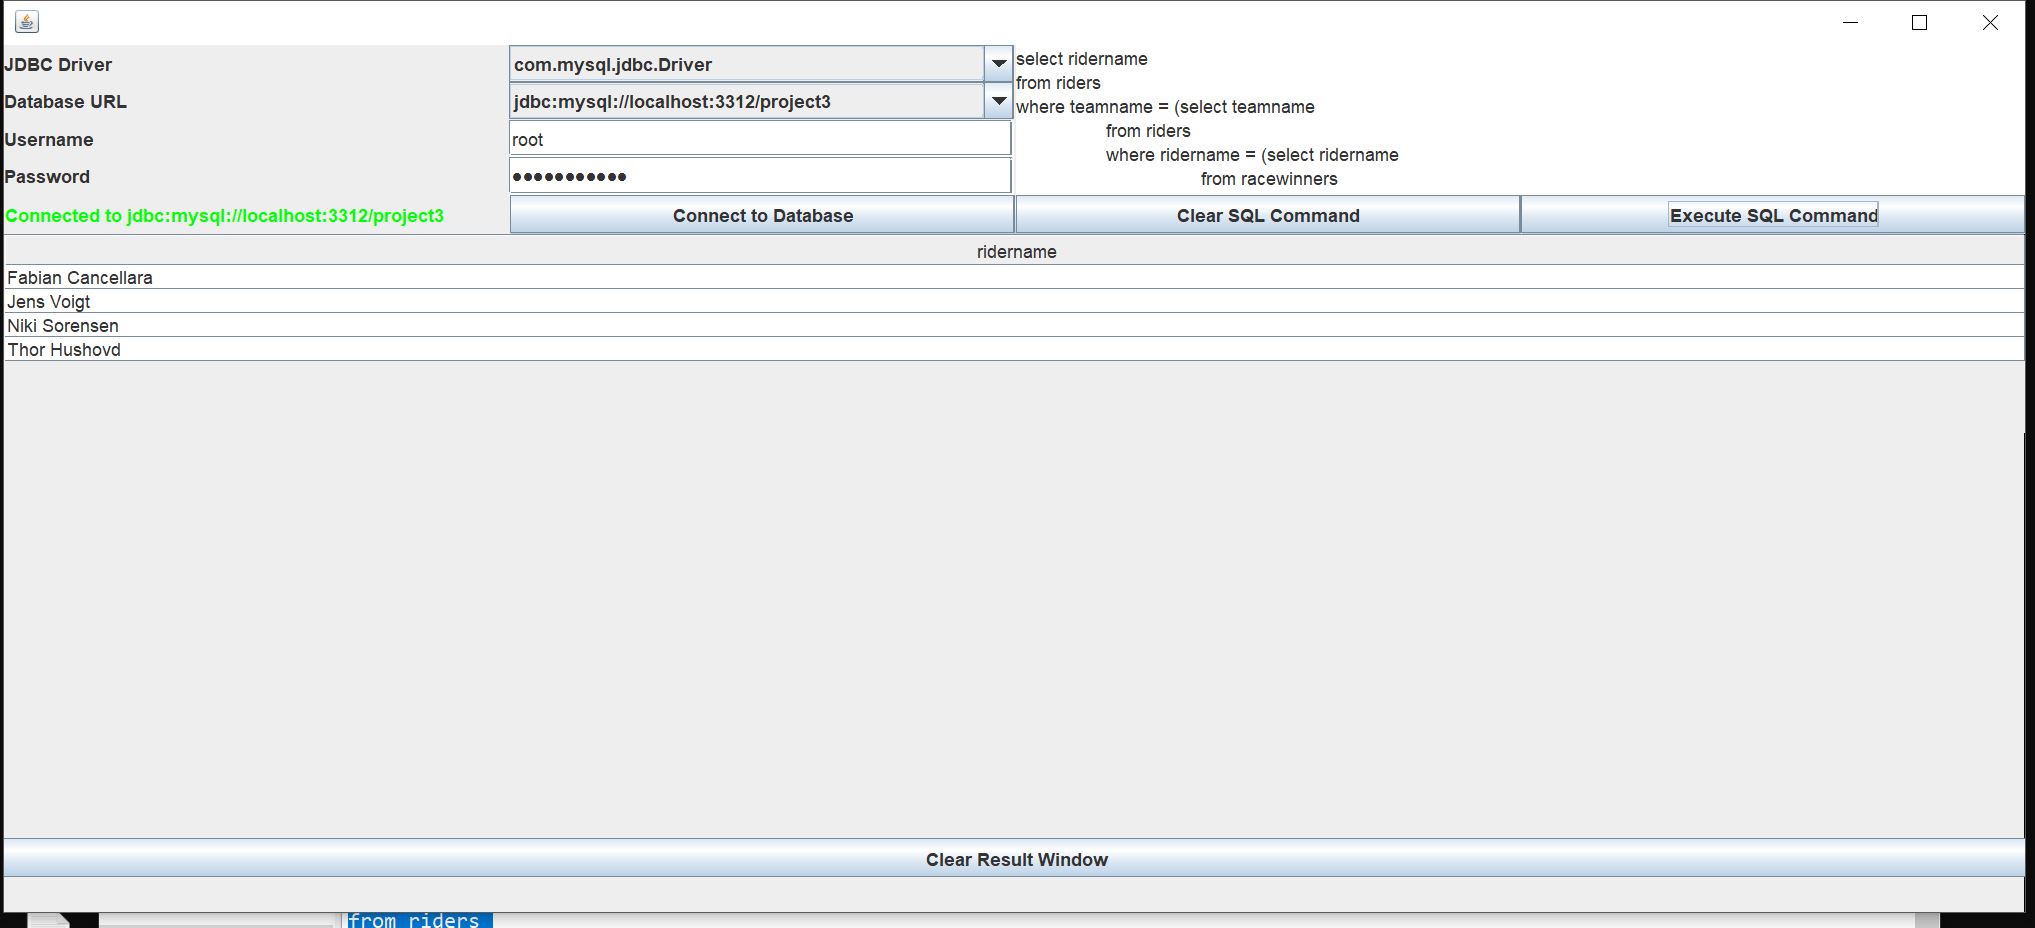 JDBC Driver
com.mysql.jdbc.Driver
Database URL
jdbc:mysql://localhost:3312/project3
Username
root
Password
●●●●●●●●●●●
select ridername
from riders
where teamname = (select teamname
from riders
where ridername = (select ridername
from racewinners
Connected to jdbc:mysql://localhost:3312/project3
Connect to Database
Clear SQL Command
Execute SQL Command
ridername
Fabian Cancellara
Jens Voigt
Niki Sorensen
Thor Hushovd
Clear Result Window
from riders